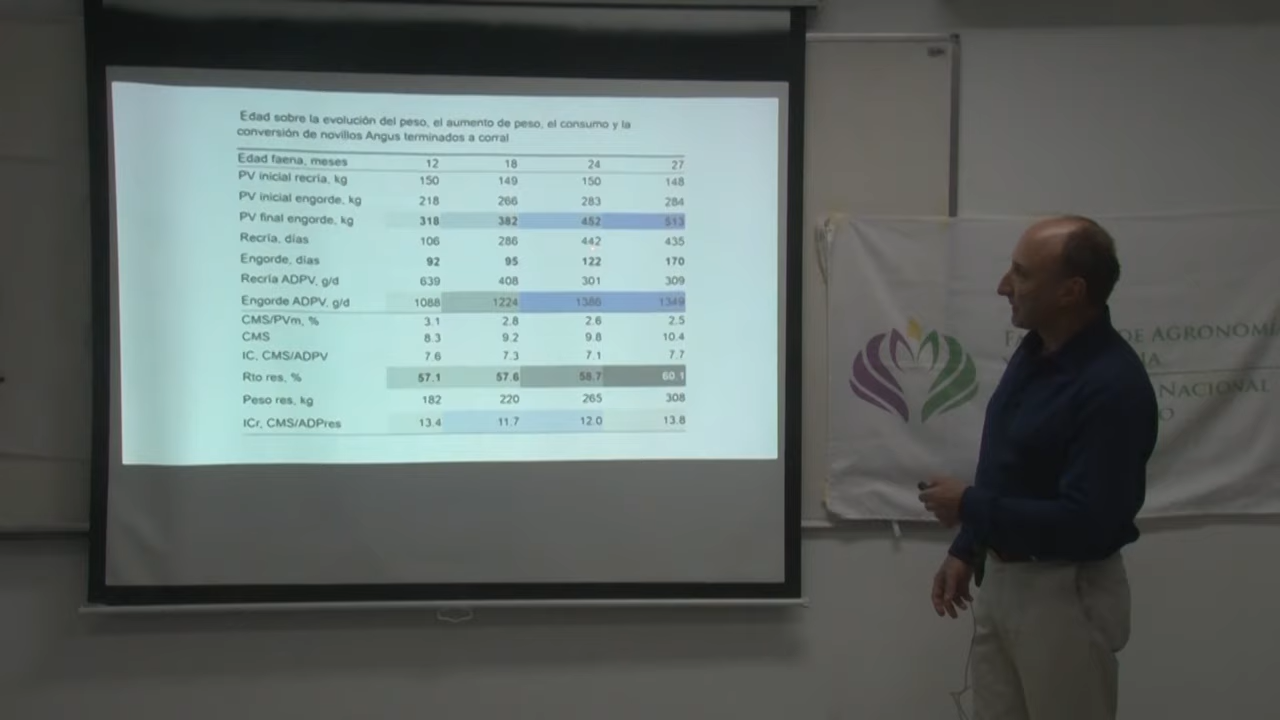 Edad sobre la evolución del peso, el aumento de peso, el consumo y la
conversión de novillos Angus terminados a corral
Edad faena, meses 12 18 24 27
PV inicial recría, kg 150 149 150 148
PV inicial engorde, kg 218 266 283 284
PV final engorde, kg 318 382 452 513
Recría, días 106 286 442 435
Engorde, días 92 95 122 170
Recría ADPV, g/d 639 408 301 309
Engorde ADPV, g/d 1088 1224 1386 1349
CMS/PVm, % 3.1 2.8 2.6 2.5
CMS 8.3 9.2 9.8 10.4
IC, CMS/ADPV 7.6 7.3 7.1 7.7
Rto res, % 57.1 57.6 58.7 60.1
Peso res, kg 182 220 265 308
ICr, CMS/ADPres 13.4 11.7 12.0 13.8
DE AGRONOM
NACIONAL